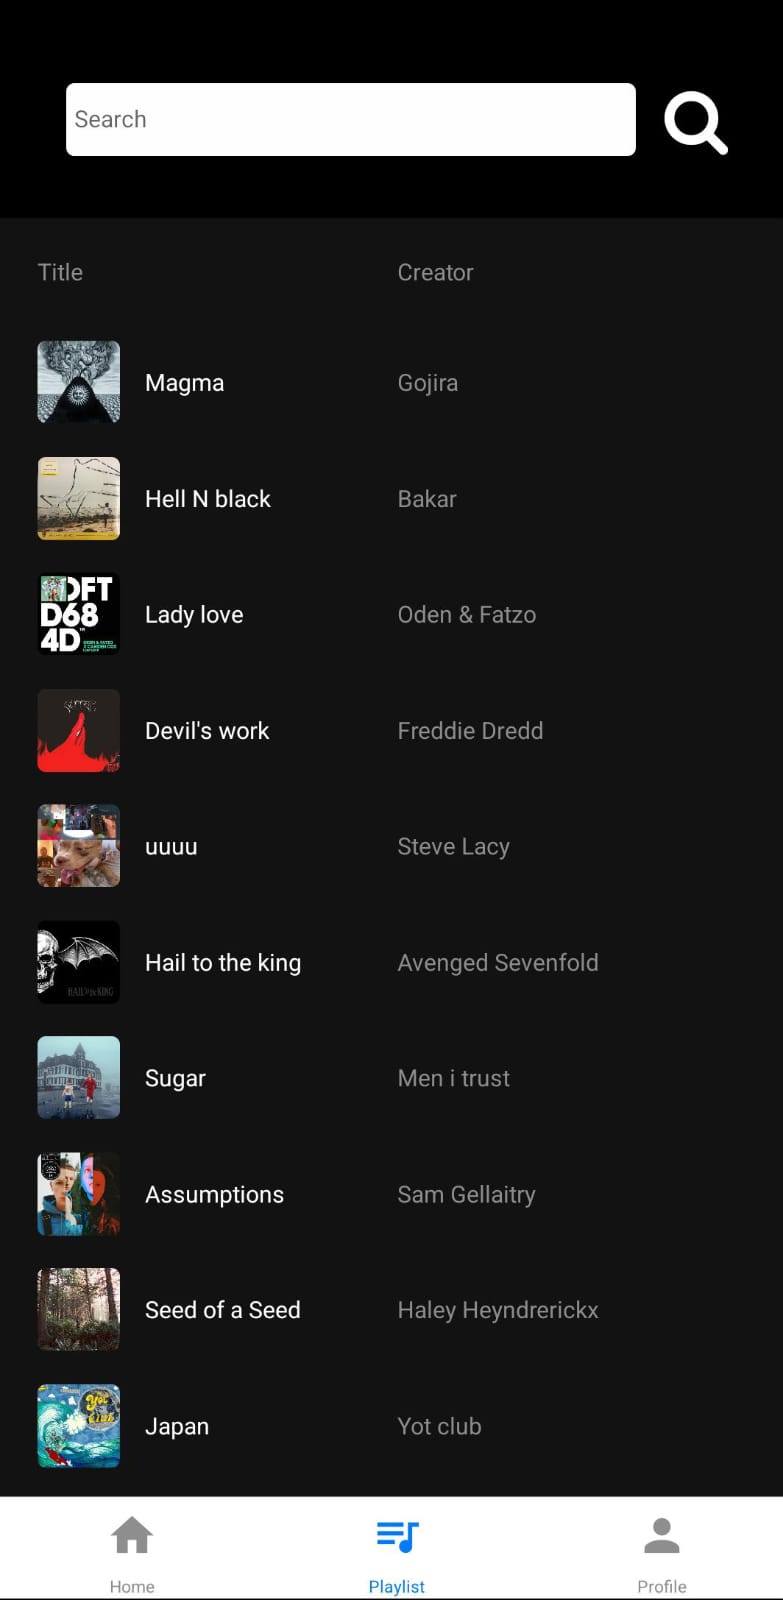 Search
Title Creator
Magma Gojira
Hell N black Bakar
DFT
D68
4D
Lady love Oden & Fatzo
Devil's work Freddie Dredd
uuuu Steve Lacy
HAIL to the KING
Hail to the king Avenged Sevenfold
Sugar Men i trust
Assumptions Sam Gellaitry
Seed of a Seed Haley Heyndrerickx
Yot
Club
Japan Yot club
Home Playlist Profile